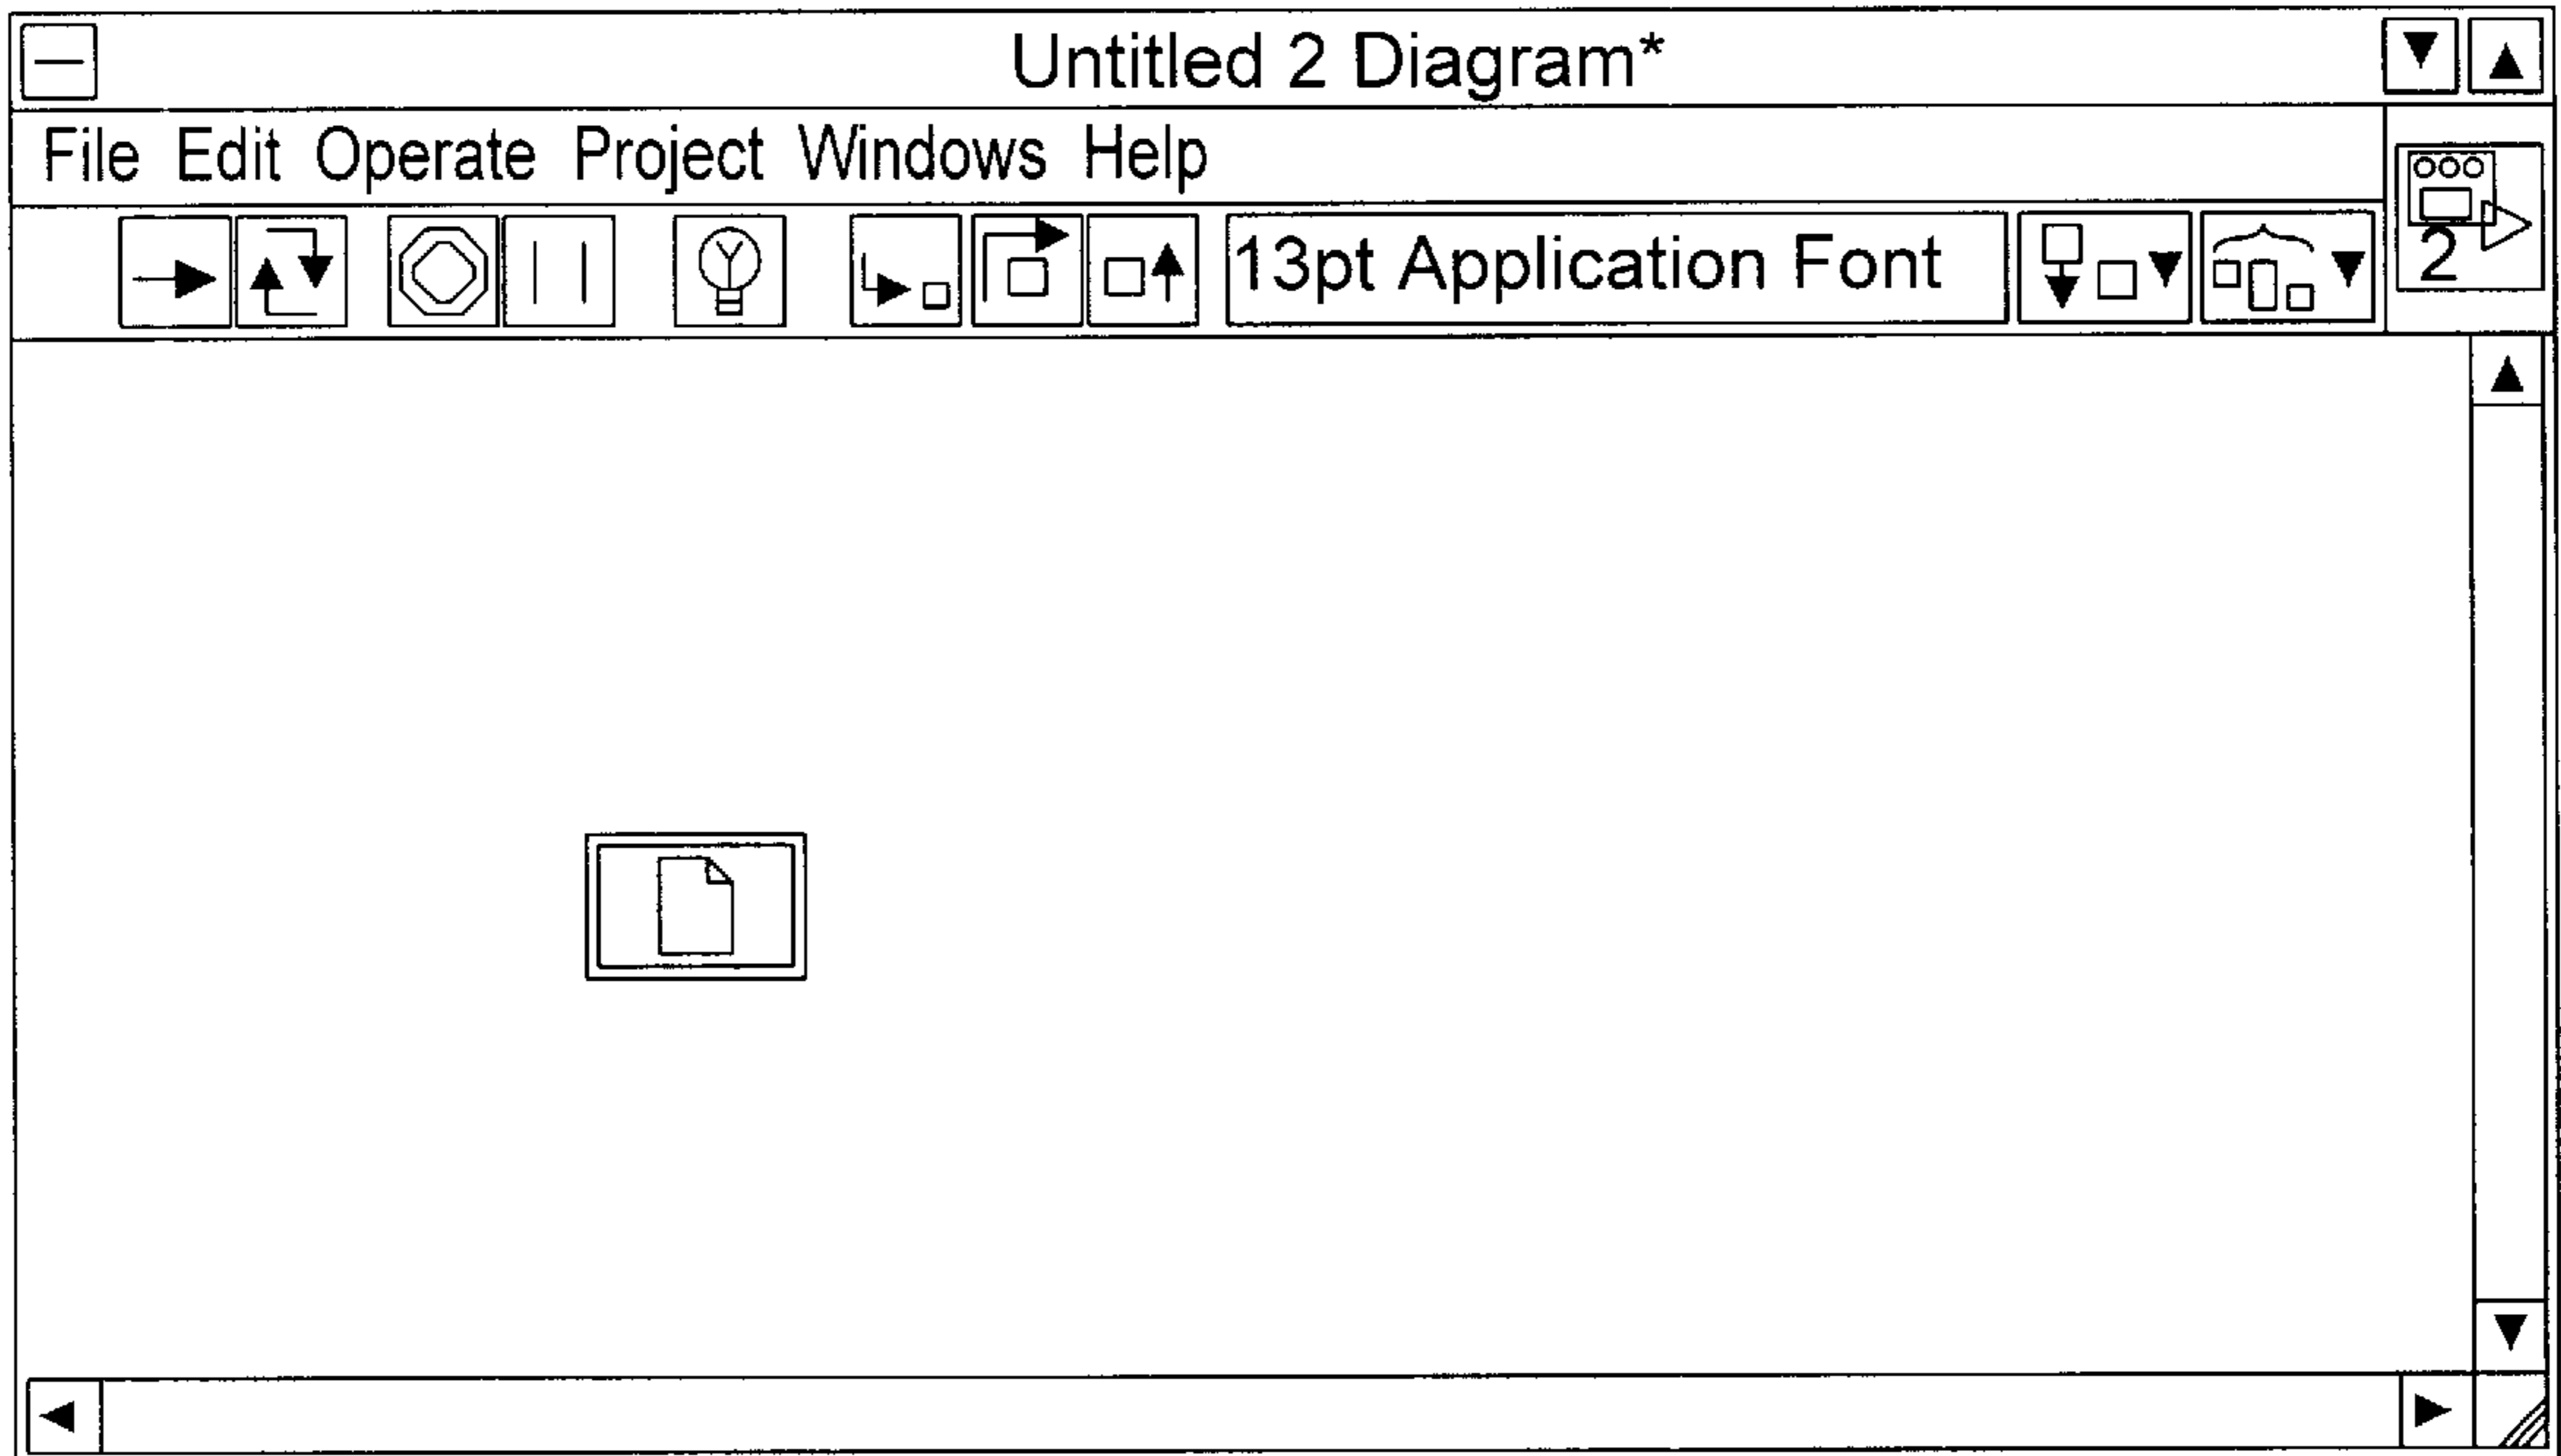 Untitled 2 Diagram*
File Edit Operate Project Windows Help
2
13pt Application Font